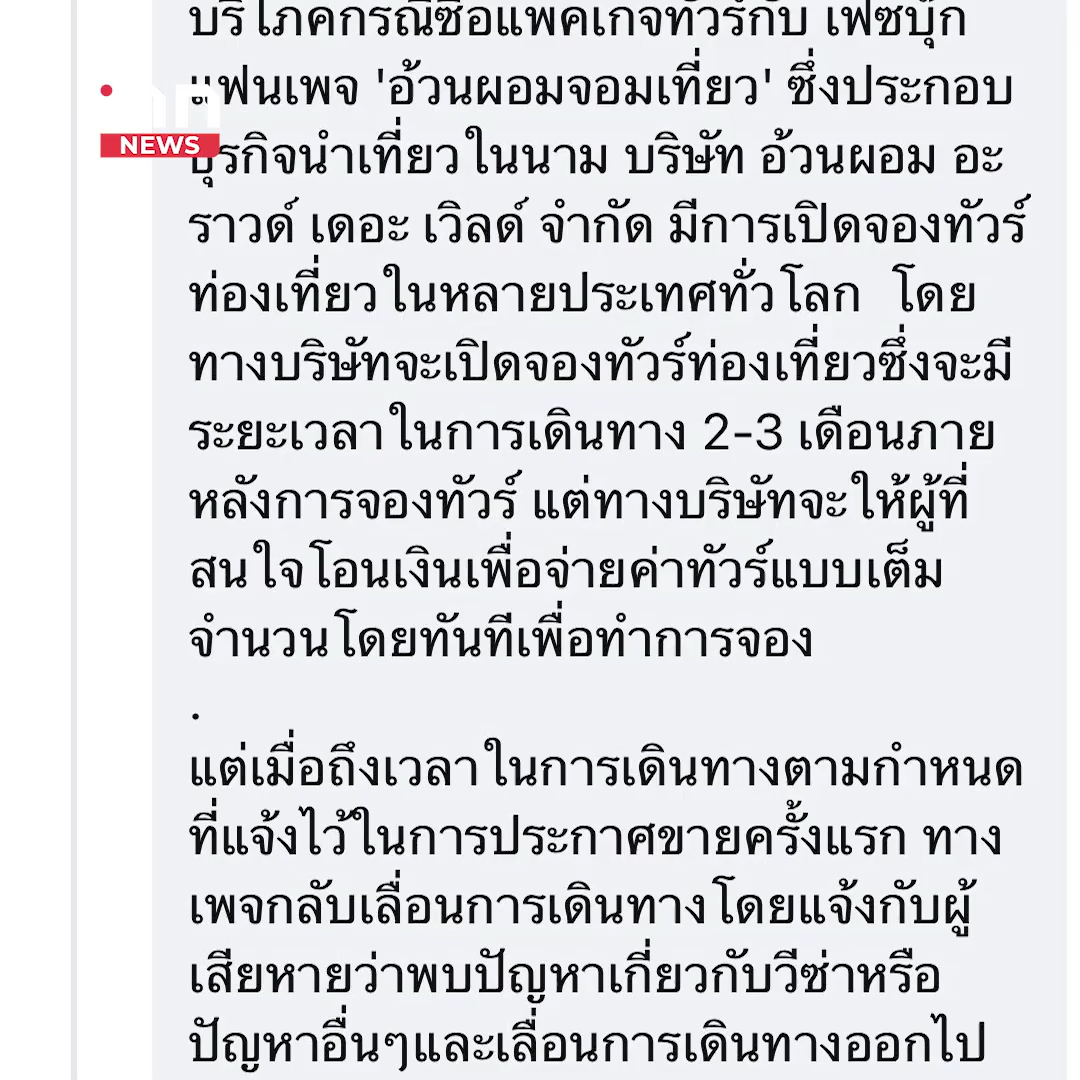 บริโภคกรณีซื้อแพคเกจทัวร์กับ เฟซบุ๊ก
แฟนเพจ 'อ้วนผอมจอมเที่ยว' ซึ่งประกอบ
NEWS
ธุรกิจนำเที่ยวในนาม บริษัท อ้วนผอม อะ
ราวด์ เดอะ เวิลด์ จำกัด มีการเปิดจองทัวร์
ท่องเที่ยวในหลายประเทศทั่วโลก โดย
ทางบริษัทจะเปิดจองทัวร์ท่องเที่ยวซึ่งจะมี
ระยะเวลาในการเดินทาง 2-3 เดือนภาย
หลังการจองทัวร์ แต่ทางบริษัทจะให้ผู้ที่
สนใจโอนเงินเพื่อจ่ายค่าทัวร์แบบเต็ม
จำนวนโดยทันทีเพื่อทำการจอง
.
แต่เมื่อถึงเวลาในการเดินทางตามกำหนด
ที่แจ้งไว้ในการประกาศขายครั้งแรก ทาง
เพจกลับเลื่อนการเดินทางโดยแจ้งกับผู้
เสียหายว่าพบปัญหาเกี่ยวกับวีซ่าหรือ
ปัญหาอื่นๆและเลื่อนการเดินทางออกไป